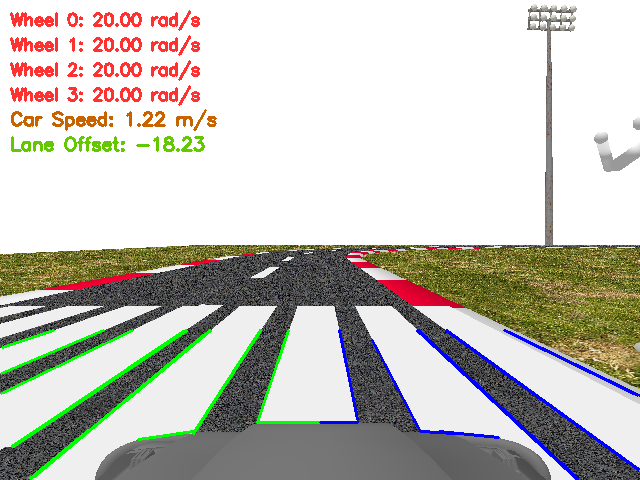 Wheel 0: 20.00 rad/s
Wheel 1: 20.00 rad/s
Wheel 2: 20.00 rad/s
Wheel 3: 20.00 rad/s
Car Speed: 1.22 m/s
Lane Offset: -18.23